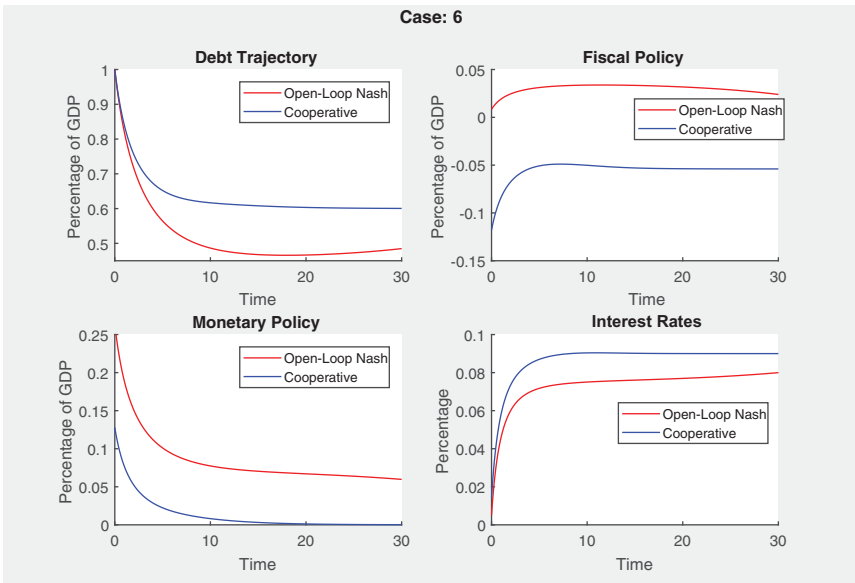 Case: 6
Debt Trajectory
Percentage of GDP
1
0.9
0.8
0.7
0.6
0.5
0
10
20
30
Time
Open-Loop Nash
Cooperative
Fiscal Policy
Percentage of GDP
0.05
0
-0.05
-0.1
-0.15
0
10
20
30
Time
Open-Loop Nash
Cooperative
Monetary Policy
Percentage of GDP
0.25
0.2
0.15
0.1
0.05
0
0
10
20
30
Time
Open-Loop Nash
Cooperative
Interest Rates
Percentage
0.1
0.08
0.06
0.04
0.02
0
0
10
20
30
Time
Open-Loop Nash
Cooperative